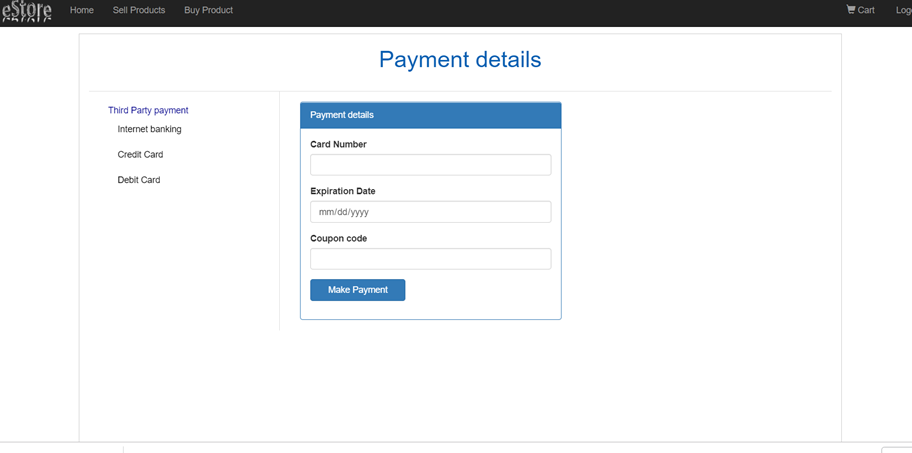 eStore Home Sell Products Buy Product Cart Log
Payment details
Third Party payment
Internet banking
Credit Card
Debit Card
Payment details
Card Number
Expiration Date
mm/dd/yyyy
Coupon code
Make Payment